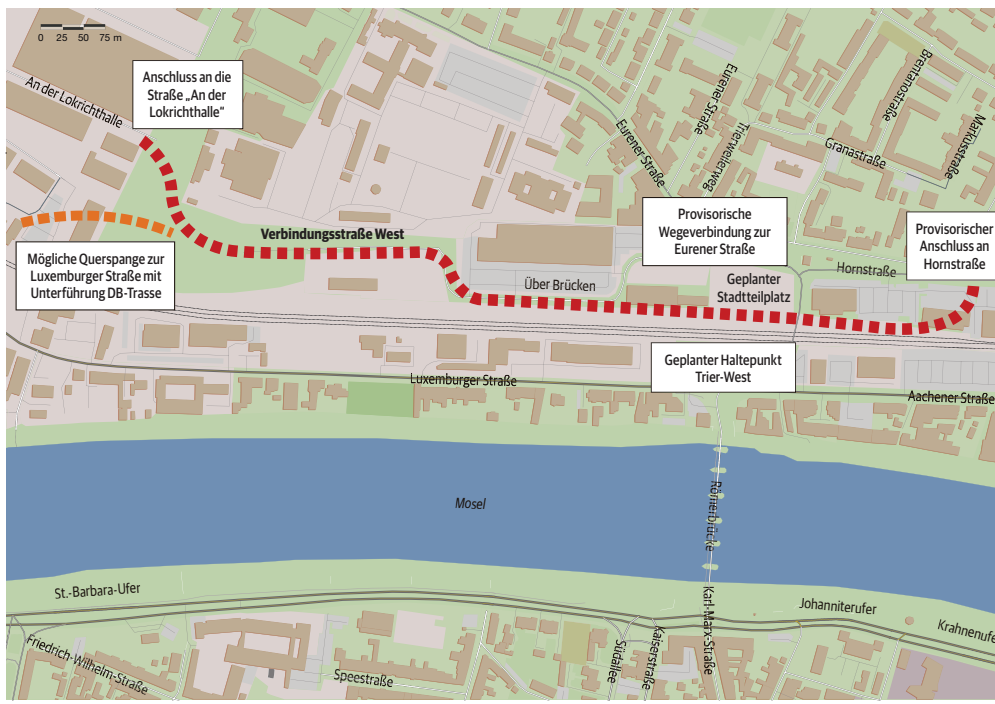 0 25 50 75 m
An der Lokrichthalle
Anschluss an die
Straße „An der
Lokrichthalle“
Mögliche Querspange zur
Luxemburger Straße mit
Unterführung DB-Trasse
Verbindungsstraße West
Über Brücken
Eurener Straße
Eurener Straße
Trierweilerweg
Brentanostraße
Markusstraße
Granastraße
Provisorische
Wegeverbindung zur
Eurener Straße
Provisorischer
Anschluss an
Hornstraße
Hornstraße
Geplanter
Stadtteilplatz
Geplanter Haltepunkt
Trier-West
Luxemburger Straße
Aachener Straße
Mosel
Römerbrücke
St.-Barbara-Ufer
Johanniterufer
Krahnenufe
Karl-Marx-Straße
Kaiserstraße
Südallee
Friedrich-Wilhelm-Straße
Speestraße